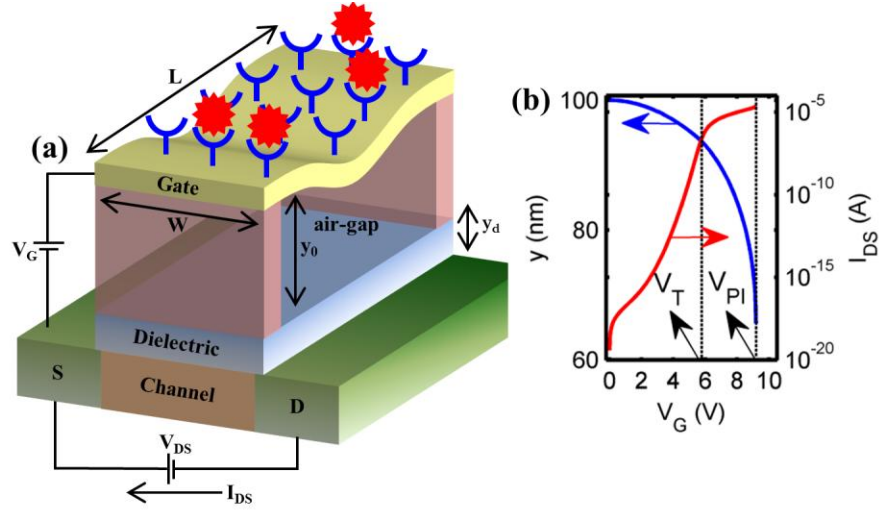 L
(a)
Gate
W
air-gap
y0
yd
VG
Dielectric
S
Channel
D
VDS
IDS
(b)
100
80
60
y (nm)
0 2 4 6 8 10
VG (V)
10-5
10-10
10-15
10-20
IDS (A)
VT
VPI